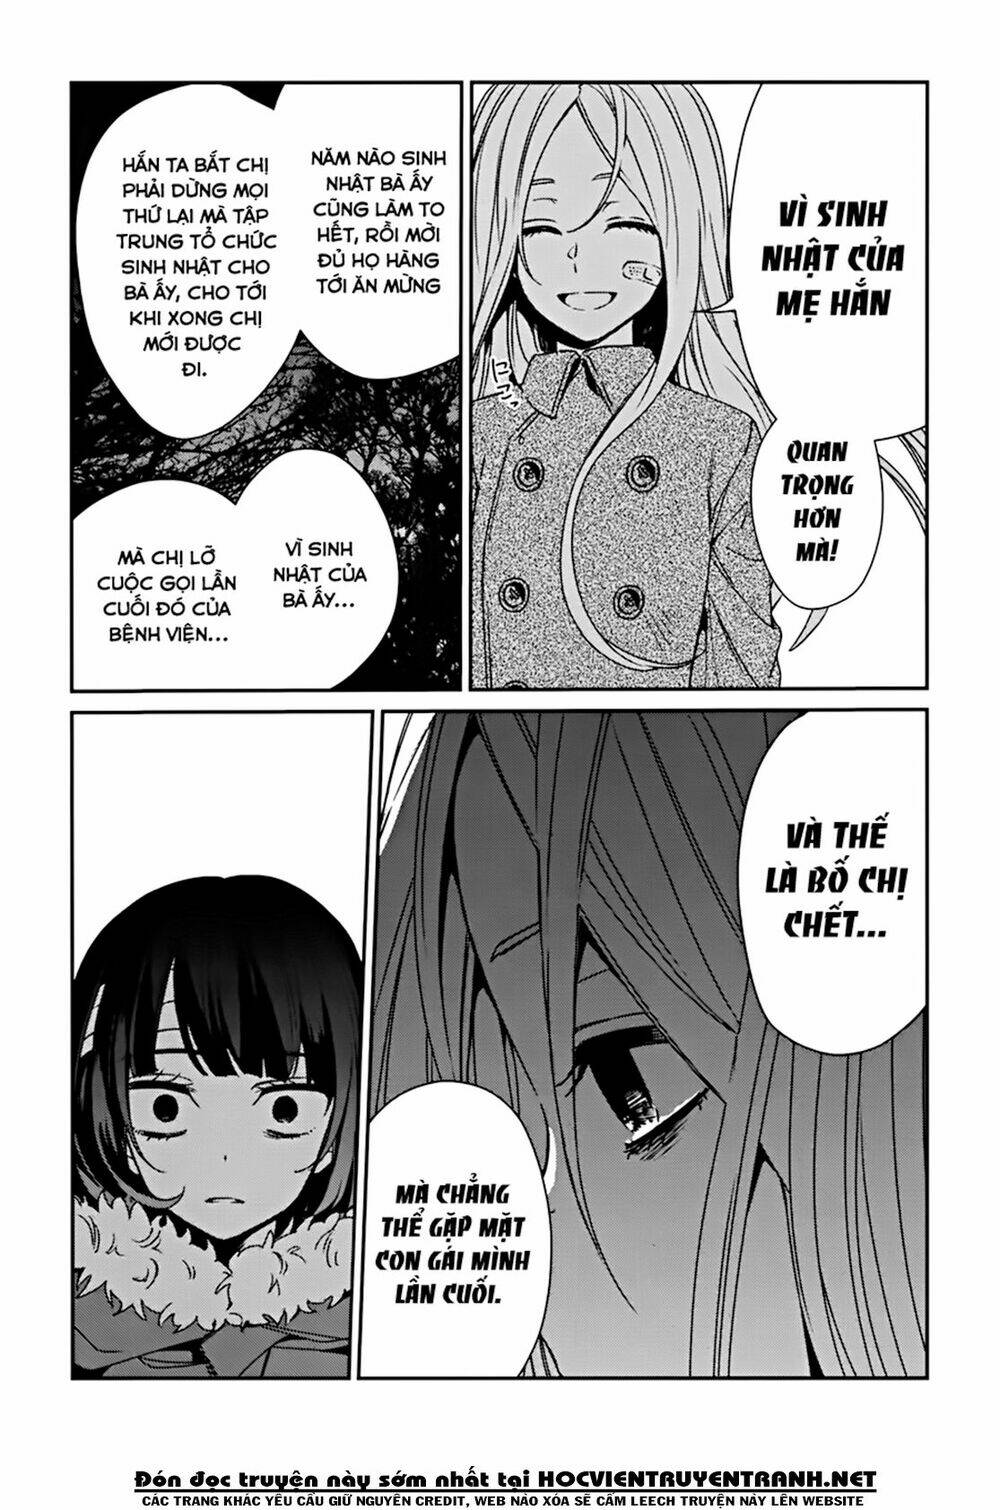 VÌ SINH
NHẬT CỦA
MẸ HẮN
QUAN
TRỌNG
HƠN
MÀ!
ニコッ
NĂM NÀO SINH
NHẬT BÀ ẤY
CŨNG LÀM TO
HẾT, RỒI MỜI
ĐỦ HỌ HÀNG
TỚI ĂN MỪNG
HẮN TA BẮT CHỊ
PHẢI DỪNG MỌI
THỨ LẠI MÀ TẬP
TRUNG TỔ CHỨC
SINH NHẬT CHO
BÀ ẤY, CHO TỚI
KHI XONG CHỊ
MỚI ĐƯỢC
ĐI.
VÌ SINH
NHẬT CỦA
BÀ ẤY...
MÀ CHỊ LỠ
CUỘC GỌI LẦN
CUỐI ĐÓ CỦA
BỆNH VIỆN...
VÀ THẾ
LÀ BỐ CHỊ
CHẾT...
MÀ CHẲNG
THỂ GẶP MẶT
CON GÁI MÌNH
LẦN CUỐI.
Đón đọc truyện này sớm nhất tại HOCVIENTRUYENTRANH.NET
CÁC TRANG KHÁC YÊU CẦU GIỮ NGUYÊN CREDIT, WEB NÀO XÓA SẼ CẤM LEECH TRUYỆN NÀY LÊN WEBSITE